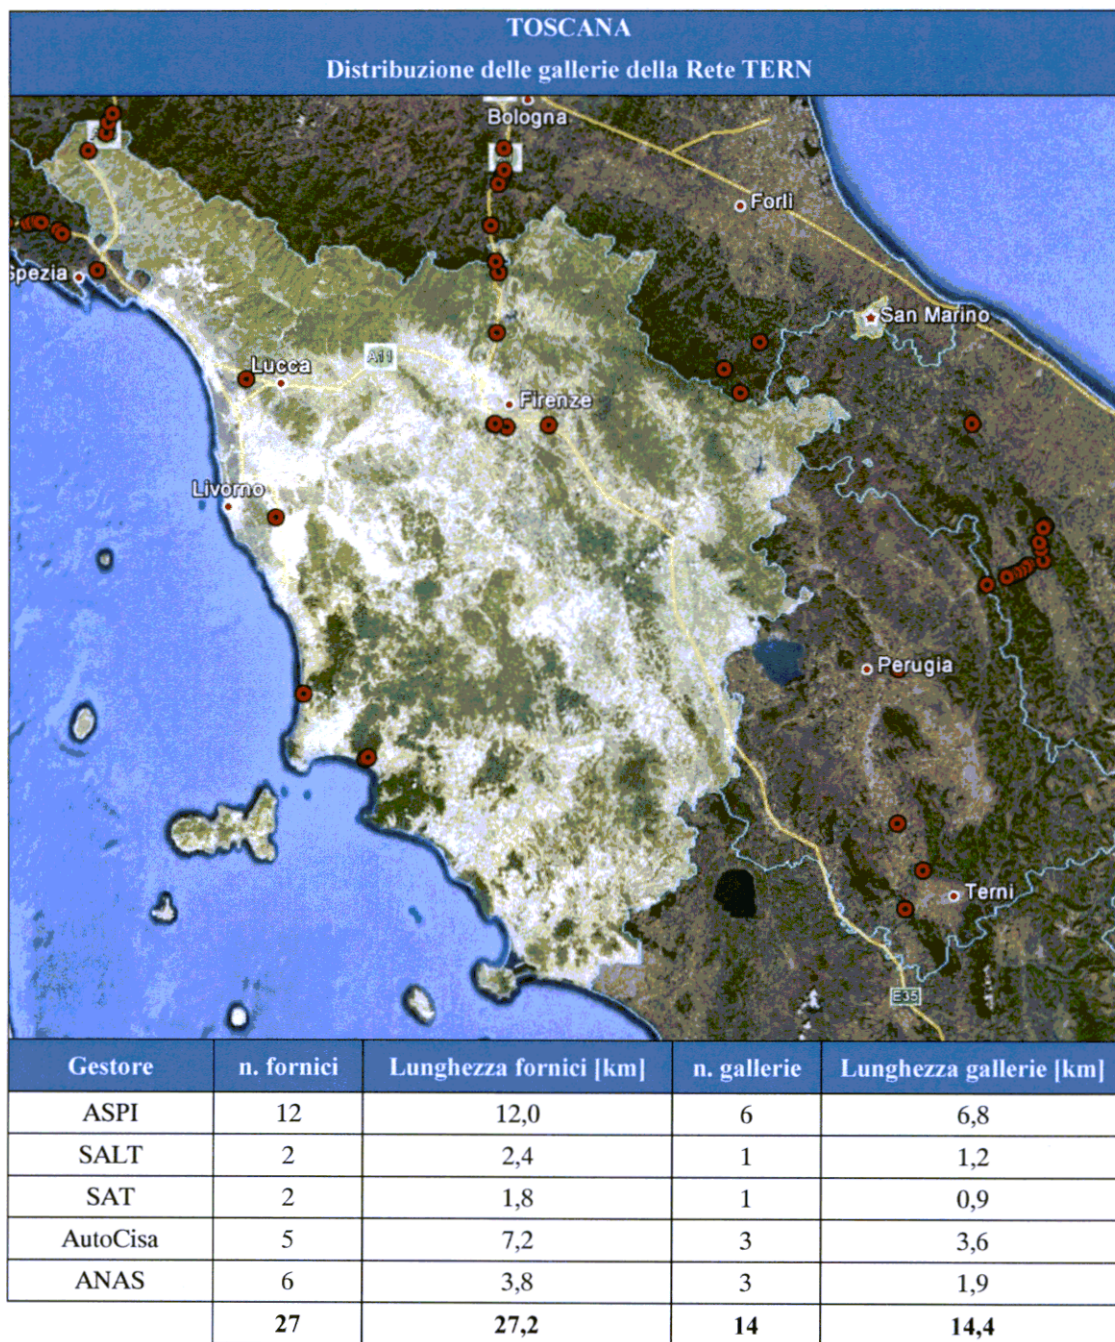 TOSCANA
Distribuzione delle gallerie della Rete TERN
Bologna
Forlì
Spezia
San Marino
Lucca
A11
Firenze
Livorno
Perugia
Terni
E35
Gestore n. fornici Lunghezza fornici [km] n. gallerie Lunghezza gallerie [km]
ASPI 12 12,0 6 6,8
SALT 2 2,4 1 1,2
SAT 2 1,8 1 0,9
AutoCisa 5 7,2 3 3,6
ANAS 6 3,8 3 1,9
27 27,2 14 14,4